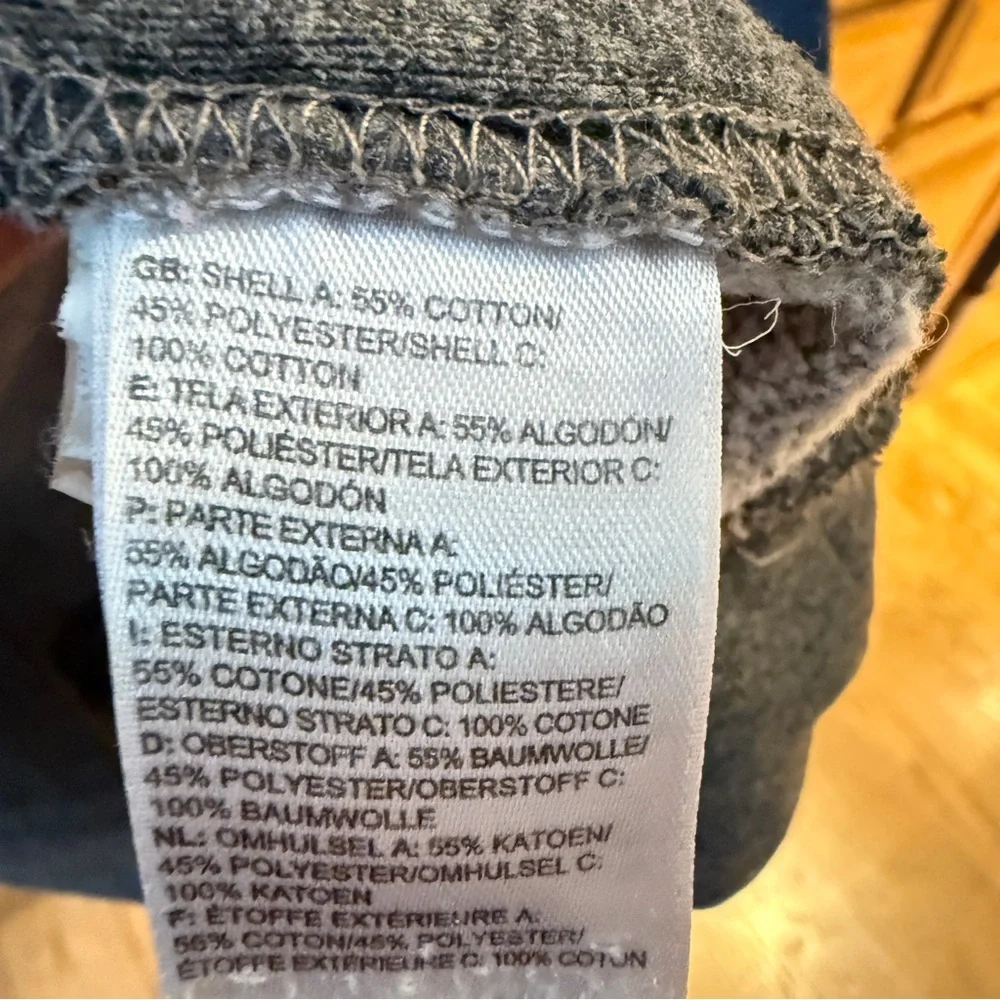 GB: SHELL A: 55% COTTON/
45% POLYESTER/SHELL C:
100% COTTON
E: TELA EXTERIOR A: 55% ALGODÓN/
45% POLIÉSTER/TELA EXTERIOR C:
100% ALGODÓN
P: PARTE EXTERNA A:
55% ALGODÃO/45% POLIÉSTER/
PARTE EXTERNA C: 100% ALGODÃO
I: ESTERNO STRATO A:
55% COTONE/45% POLIESTERE/
ESTERNO STRATO C: 100% COTONE
D: OBERSTOFF A: 55% BAUMWOLLE/
45% POLYESTER/OBERSTOFF C:
100% BAUMWOLLE
NL: OMHULSEL A: 55% KATOEN/
45% POLYESTER/OMHULSEL C:
100% KATOEN
F: ÉTOFFE EXTÉRIEURE A:
55% COTON/45% POLYESTER/
ÉTOFFE EXTÉRIEURE C: 100% COTON